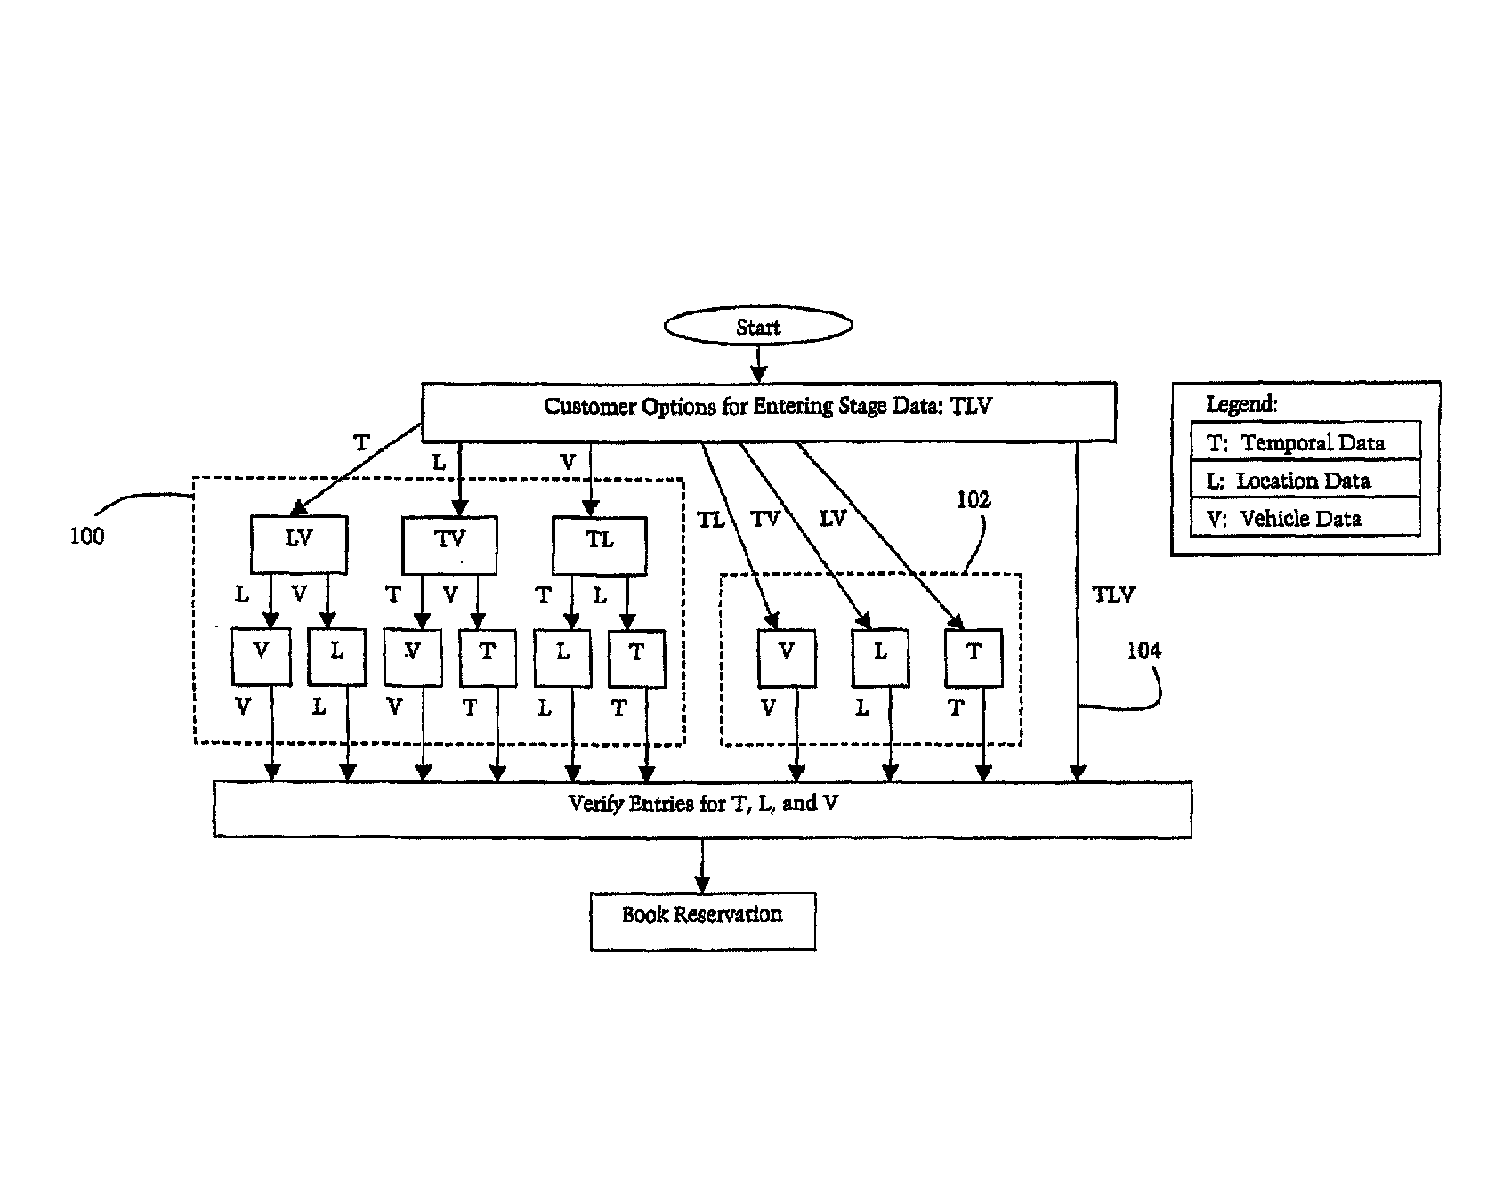 Start
Customer Options for Entering Stage Data: TLV
Legend:
T: Temporal Data
L: Location Data
V: Vehicle Data
T
L
V
TL
TV
LV
102
100
LV
TV
TL
L
V
T
V
T
L
TLV
V
L
V
T
L
T
V
L
T
104
V
L
V
T
L
T
V
L
T
Verify Entries for T, L, and V
Book Reservation